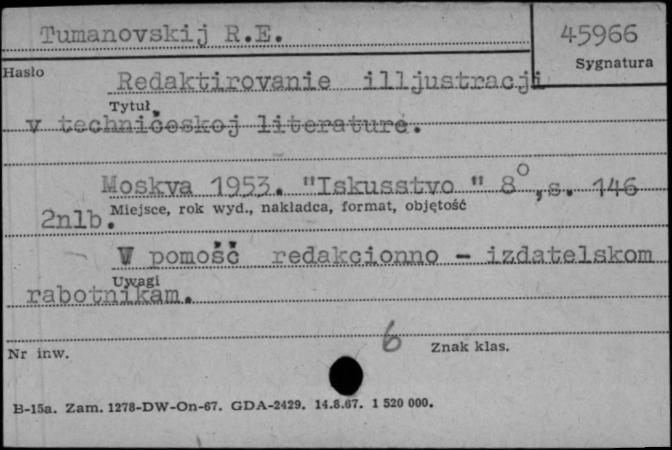 Tumanovskij R.E.
45966
Sygnatura
Hasło
Redaktirovanie illjustracji
Tytuł
v techničeskoj literature.
Moskva 1953. "Iskusstvo " 8°,s. 146
Miejsce, rok wyd., nakładca, format, objętość
2nlb.
V pomošč redakcionno - izdatelskom
Uwagi
rabotnikam.
6
Nr inw.
Znak klas.
B-15a. Zam. 1278-DW-On-67. GDA-2429. 14.8.67. 1 520 000.